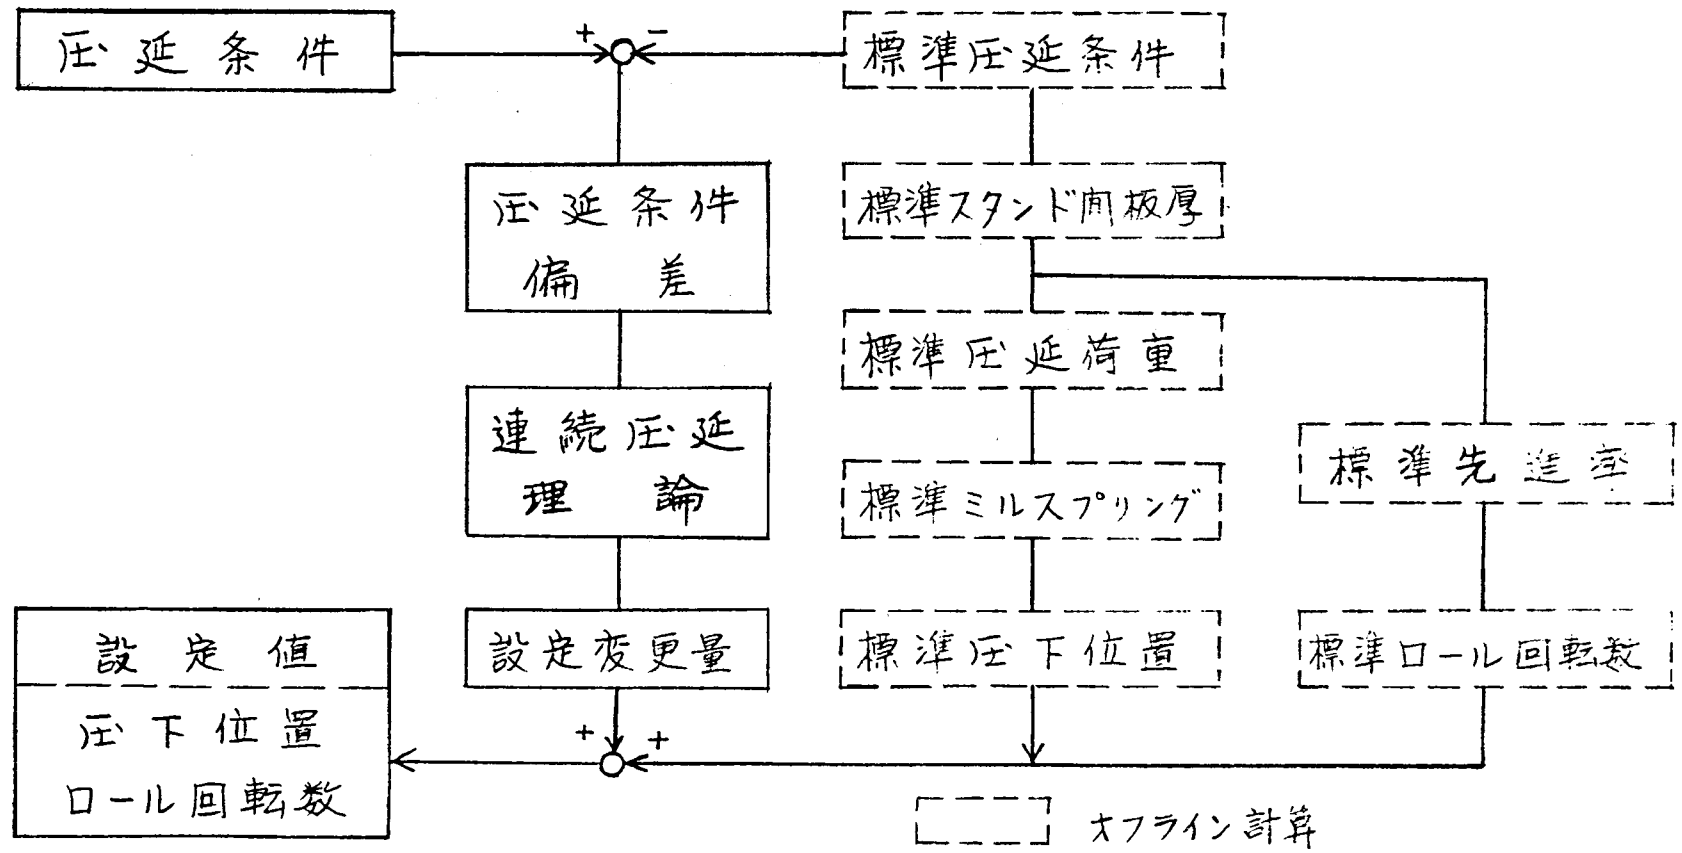 圧延条件
+
−
標準圧延条件
圧延条件
偏差
標準スタンド間板厚
標準圧延荷重
連続圧延
理論
標準ミルスプリング
標準先進率
設定変更量
標準圧下位置
標準ロール回転数
設定値
圧下位置
ロール回転数
+
+
オフライン計算